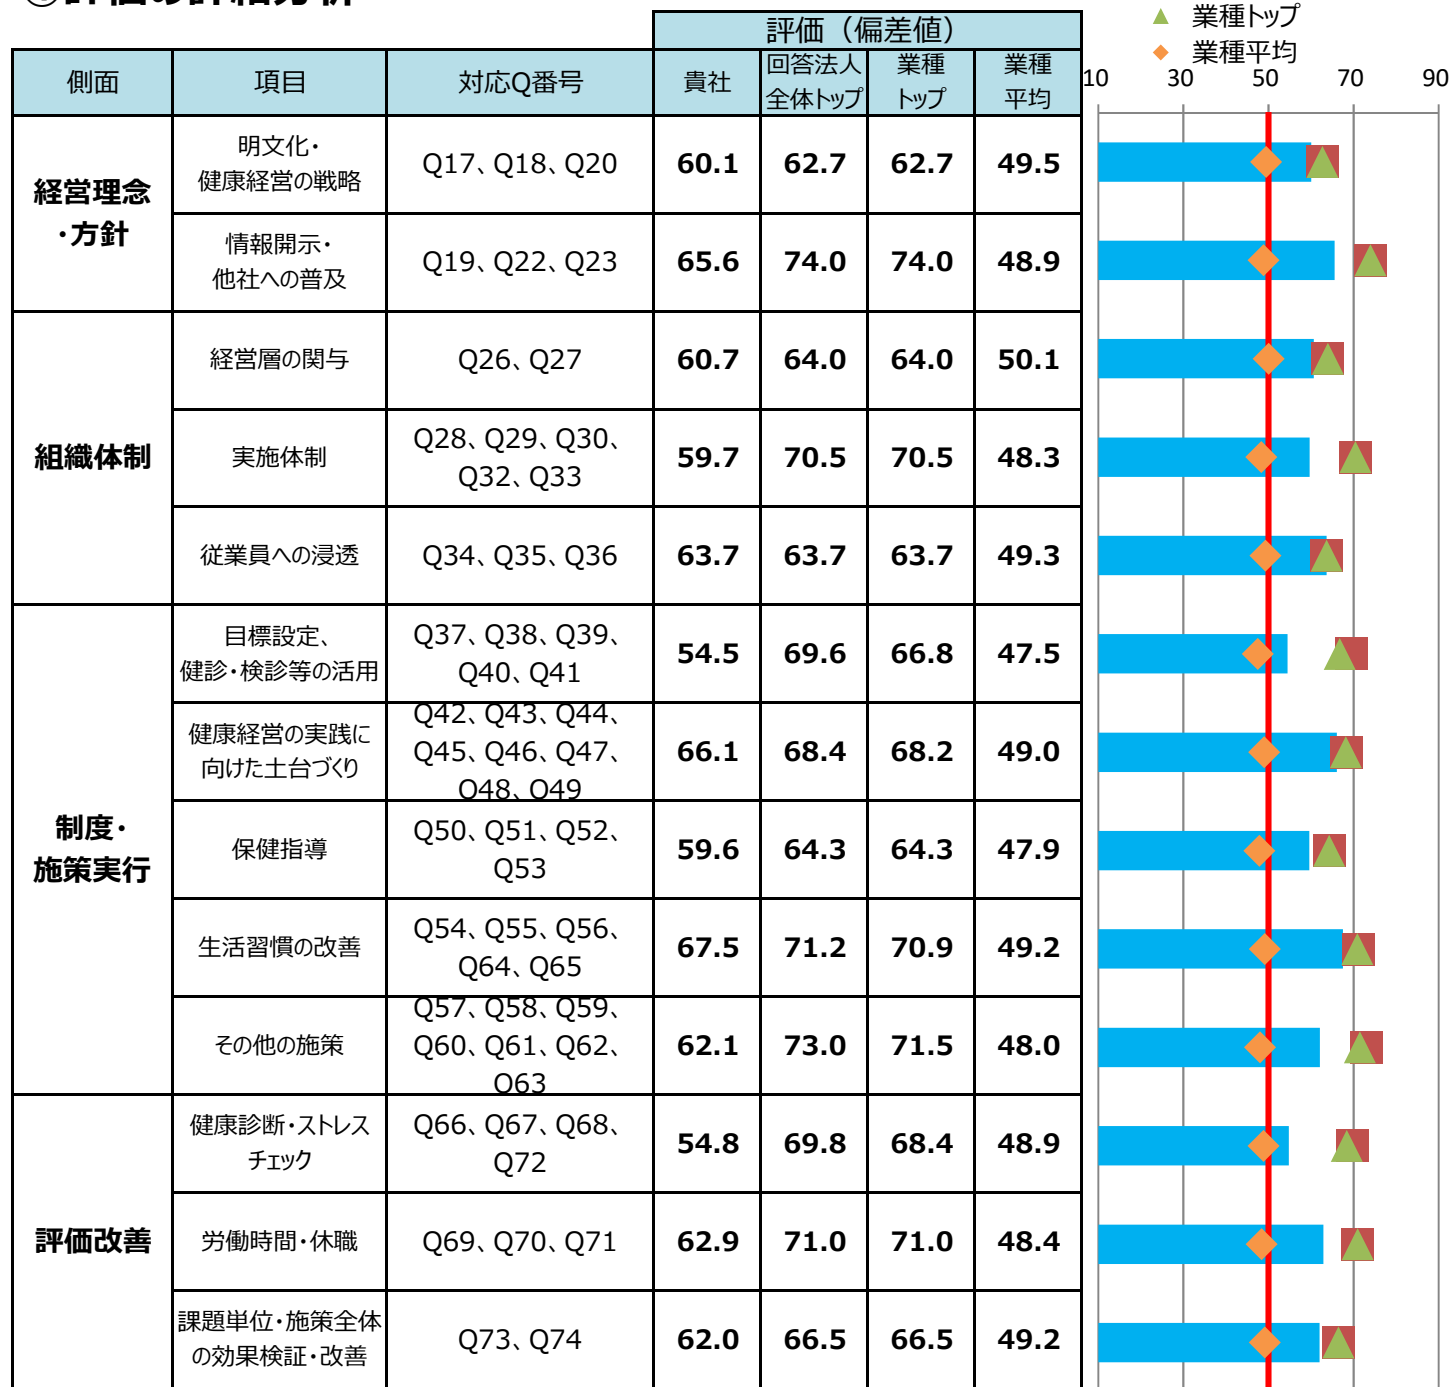 評価の詳細分析
▲ 業種トップ
◆ 業種平均
評価（偏差値）
側面 項目 対応Q番号 貴社 回答法人 業種 業種
全体トップ トップ 平均
10 30 50 70 90
経営理念
・方針
明文化・
健康経営の戦略
Q17、Q18、Q20 60.1 62.7 62.7 49.5
情報開示・
他社への普及
Q19、Q22、Q23 65.6 74.0 74.0 48.9
組織体制
経営層の関与 Q26、Q27 60.7 64.0 64.0 50.1
実施体制
Q28、Q29、Q30、
Q32、Q33
59.7 70.5 70.5 48.3
従業員への浸透 Q34、Q35、Q36 63.7 63.7 63.7 49.3
制度・
施策実行
目標設定、
健診・検診等の活用
Q37、Q38、Q39、
Q40、Q41
54.5 69.6 66.8 47.5
健康経営の実践に
向けた土台づくり
Q42、Q43、Q44、
Q45、Q46、Q47、
Q48、Q49
66.1 68.4 68.2 49.0
保健指導
Q50、Q51、Q52、
Q53
59.6 64.3 64.3 47.9
生活習慣の改善
Q54、Q55、Q56、
Q64、Q65
67.5 71.2 70.9 49.2
その他の施策
Q57、Q58、Q59、
Q60、Q61、Q62、
Q63
62.1 73.0 71.5 48.0
評価改善
健康診断・ストレス
チェック
Q66、Q67、Q68、
Q72
54.8 69.8 68.4 48.9
労働時間・休職 Q69、Q70、Q71 62.9 71.0 71.0 48.4
課題単位・施策全体
の効果検証・改善
Q73、Q74 62.0 66.5 66.5 49.2